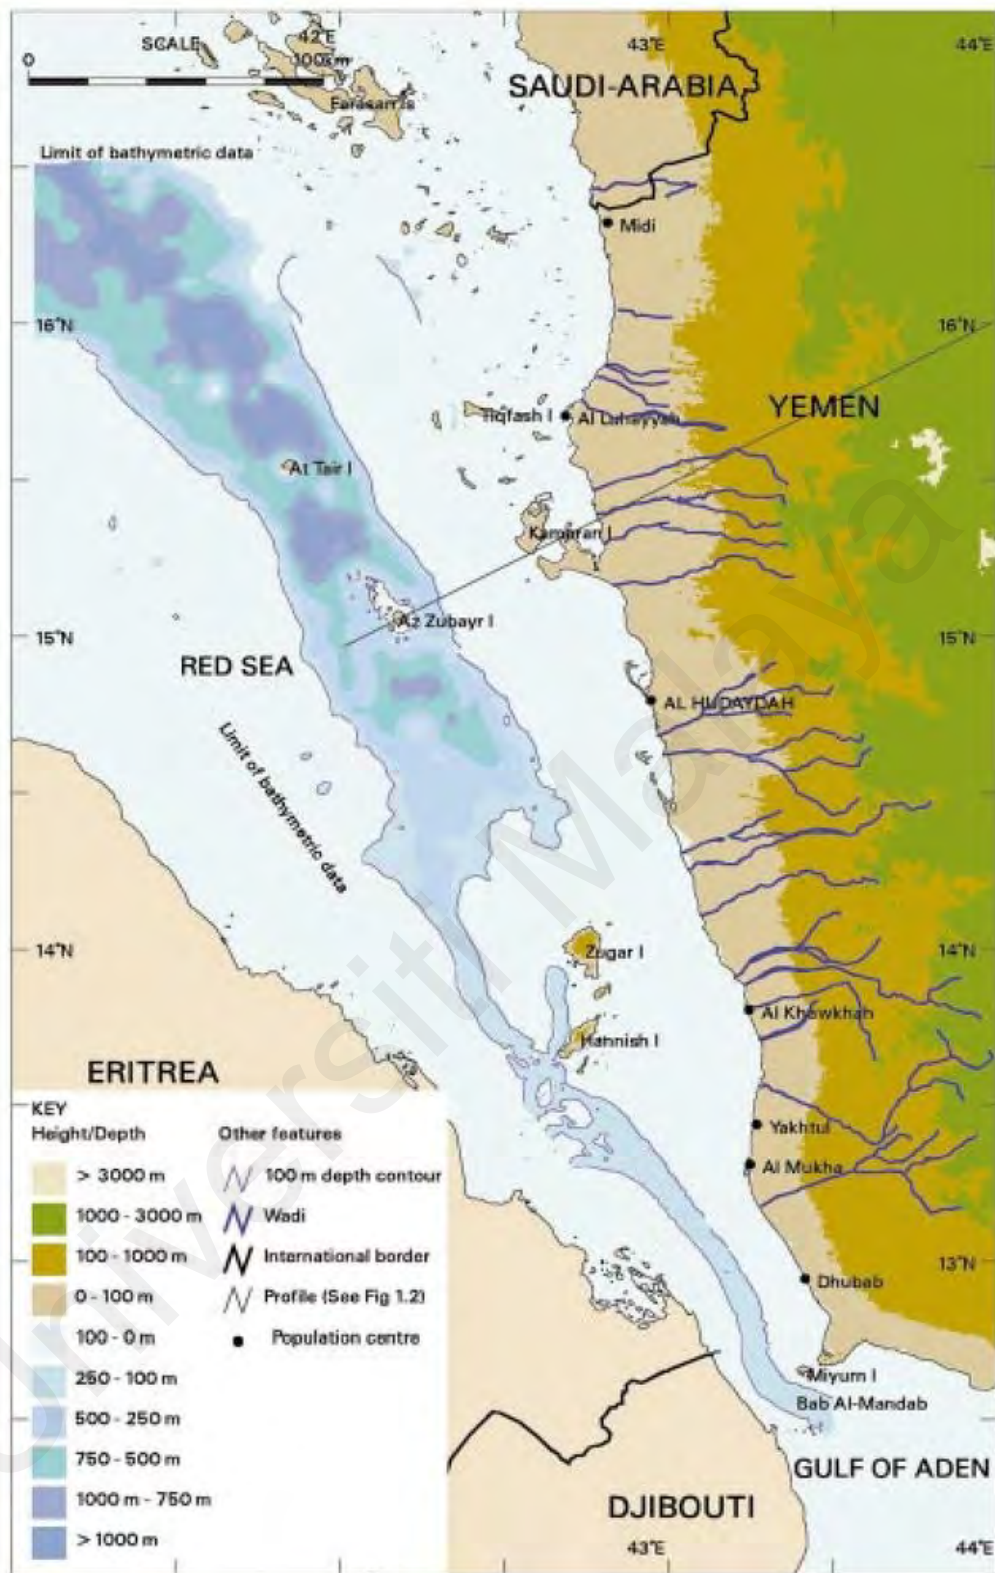 42°E
43°E
44°E
SCALE
0
100km
Farasan Is
SAUDI-ARABIA
Limit of bathymetric data
Midi
16°N
16°N
YEMEN
Tiqfash I
Al Luhayyah
At Tair I
Kamaran I
Az Zubayr I
15°N
15°N
RED SEA
AL HUDAYDAH
Limit of bathymetric data
Zugar I
14°N
14°N
Al Khawkhah
Hannish I
ERITREA
KEY
Height/Depth
Other features
> 3000 m
100 m depth contour
1000 - 3000 m
Wadi
100 - 1000 m
International border
0 - 100 m
Profile (See Fig 1.2)
100 - 0 m
Population centre
250 - 100 m
500 - 250 m
750 - 500 m
1000 m - 750 m
> 1000 m
Yakhtul
Al Mukha
13°N
Dhubab
Miyum I
Bab Al-Mandab
GULF OF ADEN
DJIBOUTI
43°E
44°E
Universiti Malaya